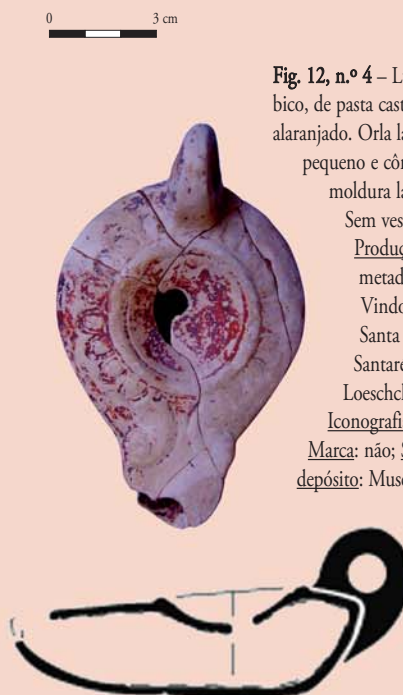 0 3 cm
Fig. 12, n.º 4 – L
bico, de pasta cast
alaranjado. Orla la
pequeno e côn
moldura la
Sem ves
Produç
metad
Vindo
Santa
Santare
Loeschcl
Iconografi
Marca: não;
depósito: Muse